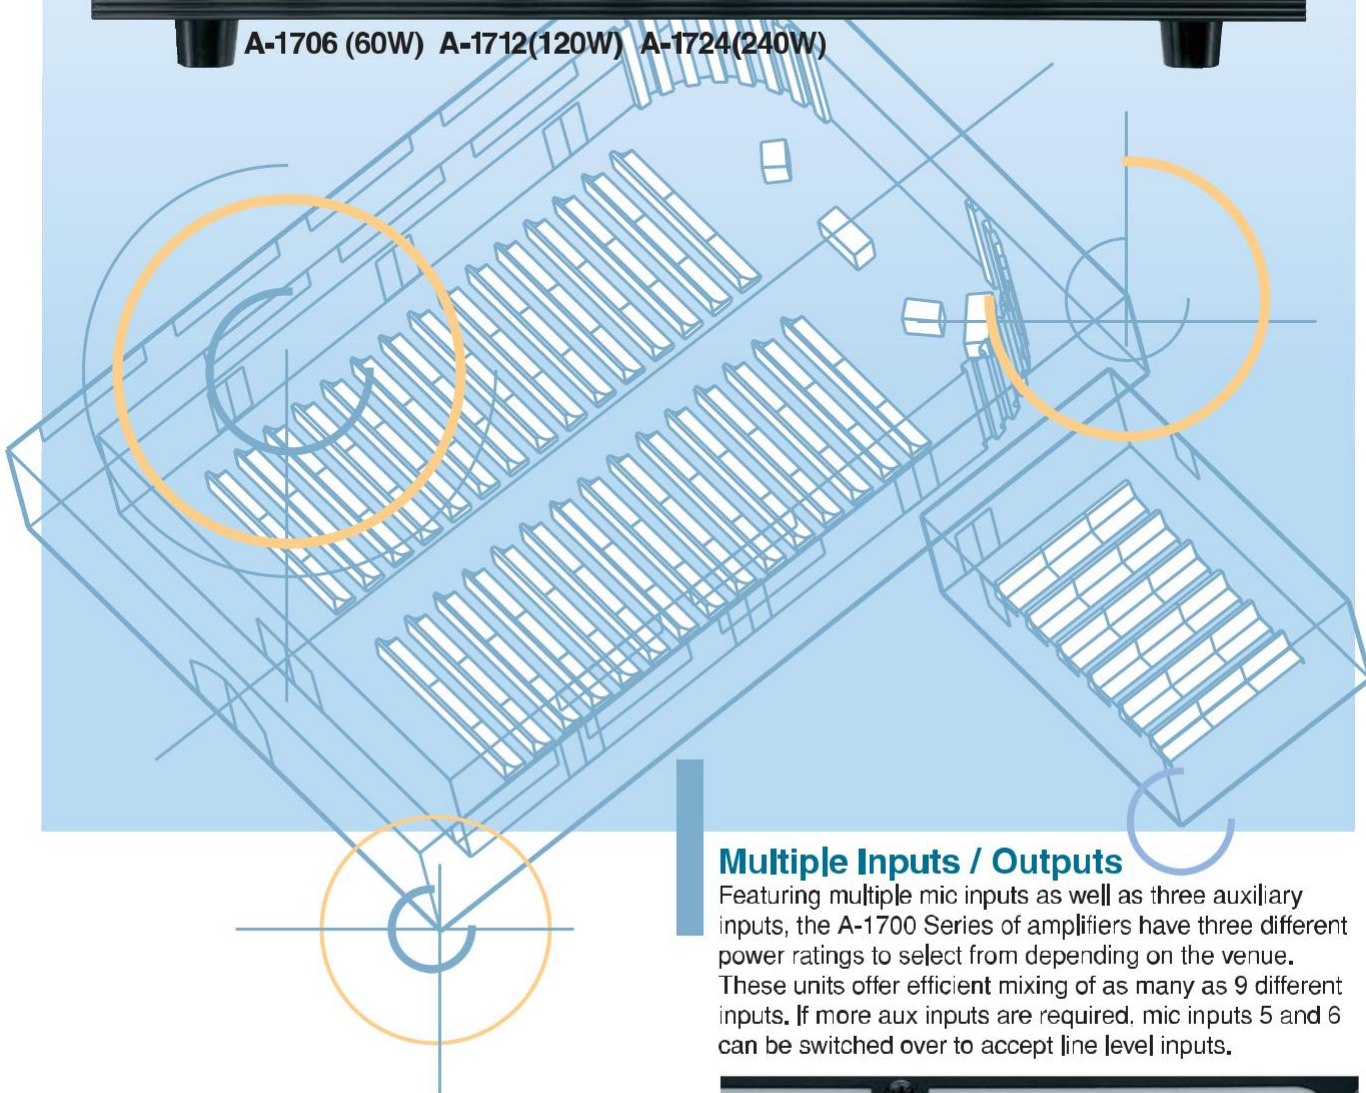 A-1706 (60W) A-1712(120W) A-1724(240W)
Multiple Inputs / Outputs
Featuring multiple mic inputs as well as three auxiliary
inputs, the A-1700 Series of amplifiers have three different
power ratings to select from depending on the venue.
These units offer efficient mixing of as many as 9 different
inputs. If more aux inputs are required, mic inputs 5 and 6
can be switched over to accept line level inputs.